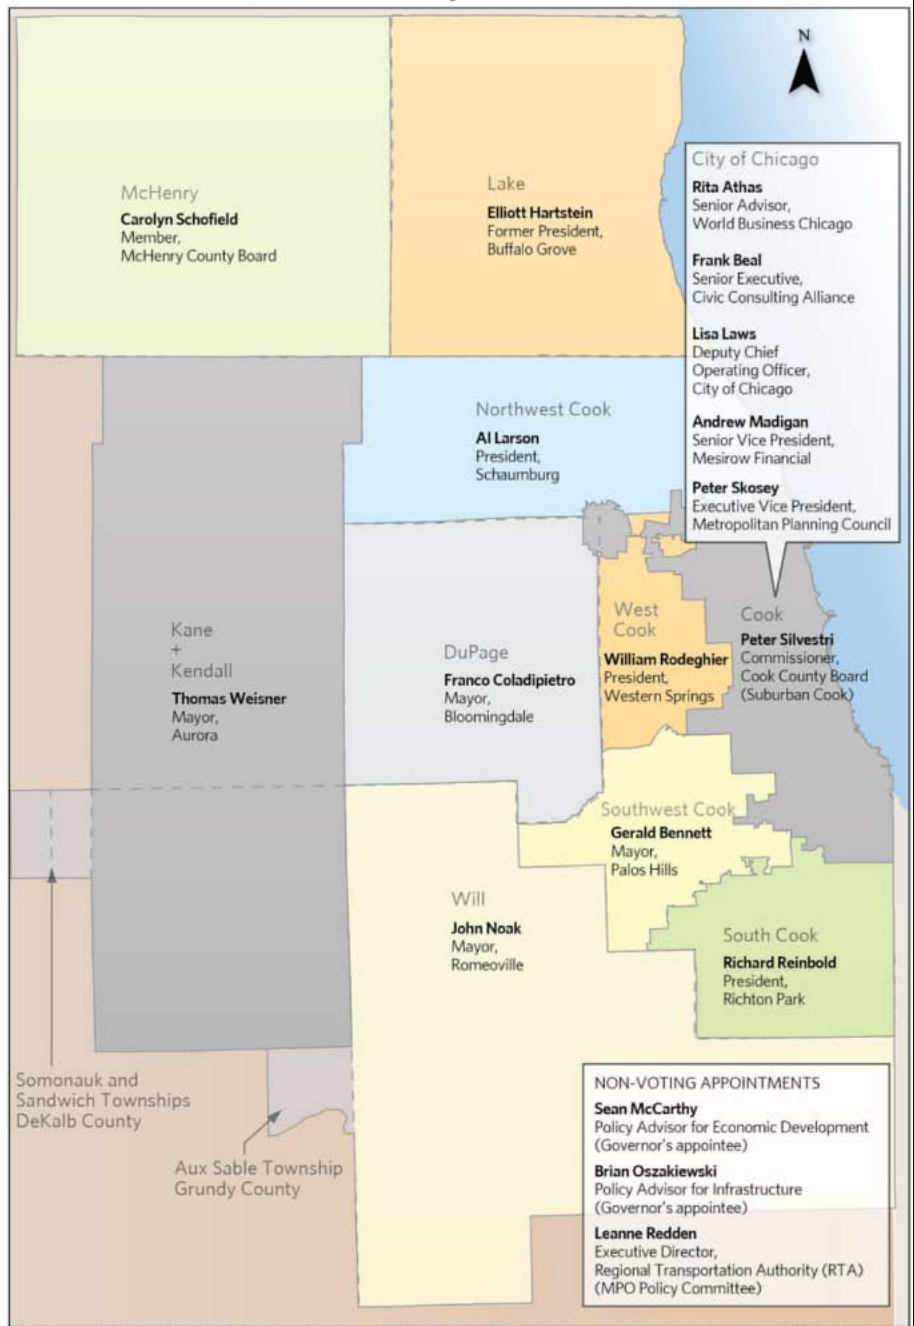 N
City of Chicago
Rita Athas
Senior Advisor,
World Business Chicago
Frank Beal
Senior Executive,
Civic Consulting Alliance
Lisa Laws
Deputy Chief
Operating Officer,
City of Chicago
Andrew Madigan
Senior Vice President,
Mesirow Financial
Peter Skosey
Executive Vice President,
Metropolitan Planning Council
McHenry
Carolyn Schofield
Member,
McHenry County Board
Lake
Elliott Hartstein
Former President,
Buffalo Grove
Northwest Cook
Al Larson
President,
Schaumburg
Kane
+
Kendall
Thomas Weisner
Mayor,
Aurora
DuPage
Franco Coladipietro
Mayor,
Bloomingdale
West
Cook
William Rodeghier
President,
Western Springs
Cook
Peter Silvestri
Commissioner,
Cook County Board
(Suburban Cook)
Southwest Cook
Gerald Bennett
Mayor,
Palos Hills
Will
John Noak
Mayor,
Romeoville
South Cook
Richard Reinbold
President,
Richton Park
Somonauk and
Sandwich Townships
DeKalb County
Aux Sable Township
Grundy County
NON-VOTING APPOINTMENTS
Sean McCarthy
Policy Advisor for Economic Development
(Governor's appointee)
Brian Oszakiewski
Policy Advisor for Infrastructure
(Governor's appointee)
Leanne Redden
Executive Director,
Regional Transportation Authority (RTA)
(MPO Policy Committee)